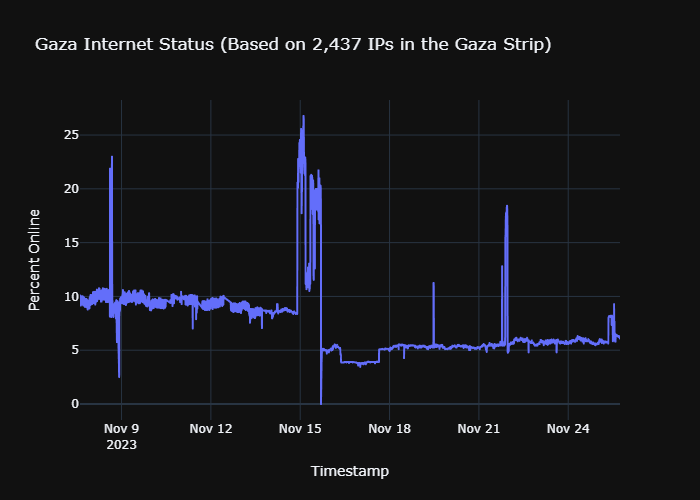 Gaza Internet Status (Based on 2,437 IPs in the Gaza Strip)
Percent Online
25
20
15
10
5
0
Nov 9
2023
Nov 12
Nov 15
Nov 18
Nov 21
Nov 24
Timestamp